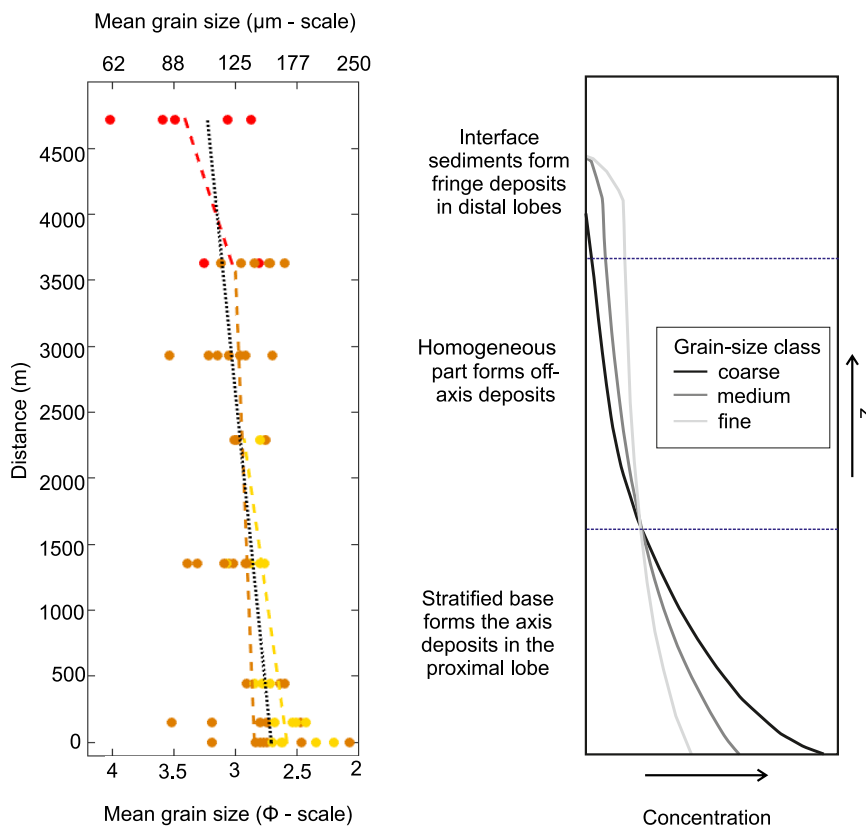 Mean grain size (μm - scale)
62 88 125 177 250
4500
4000
3500
3000
2500
2000
1500
1000
500
0
Distance (m)
4 3.5 3 2.5 2
Mean grain size (Φ - scale)
Interface
sediments form
fringe deposits
in distal lobes
Homogeneous
part forms off-
axis deposits
Stratified base
forms the axis
deposits in the
proximal lobe
Grain-size class
coarse
medium
fine
z
Concentration